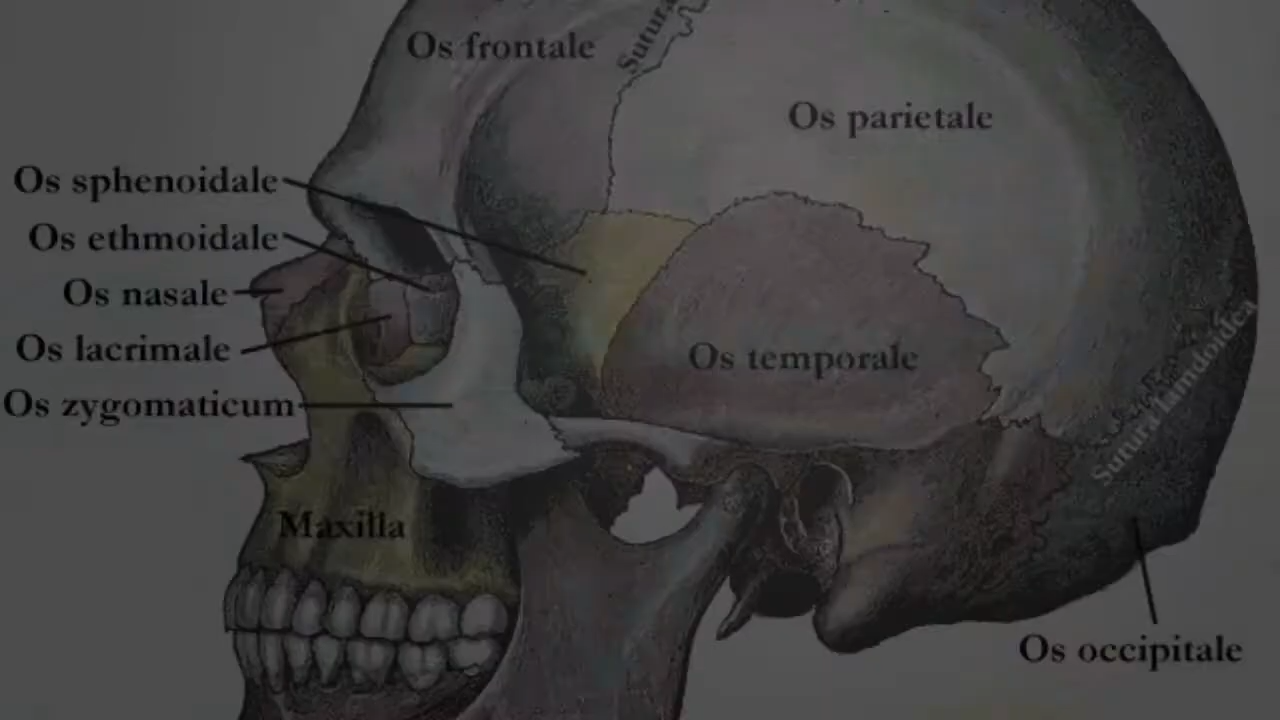 Os frontale
Sutura
Os parietale
Os sphenoidale
Os ethmoidale
Os nasale
Os lacrimale
Os temporale
Os zygomaticum
Sutura lamdoidea
Maxilla
Os occipitale